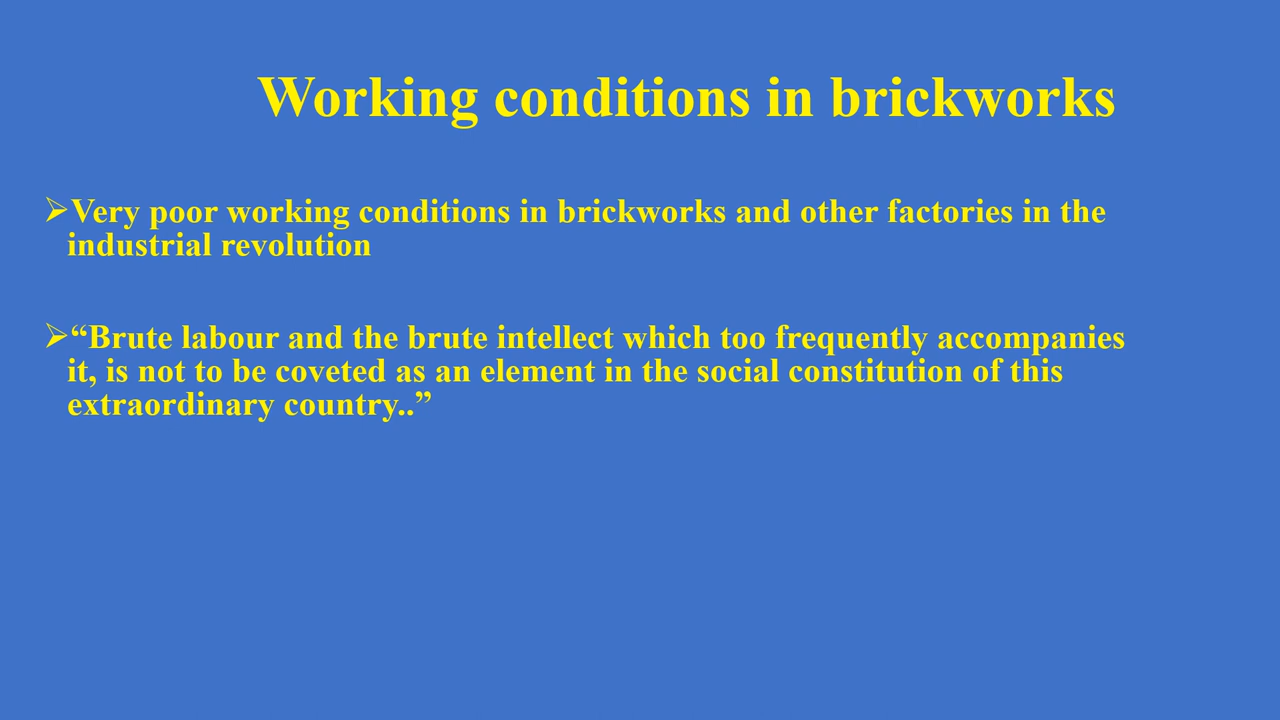 Working conditions in brickworks
➢Very poor working conditions in brickworks and other factories in the
industrial revolution
➢“Brute labour and the brute intellect which too frequently accompanies
it, is not to be coveted as an element in the social constitution of this
extraordinary country..”